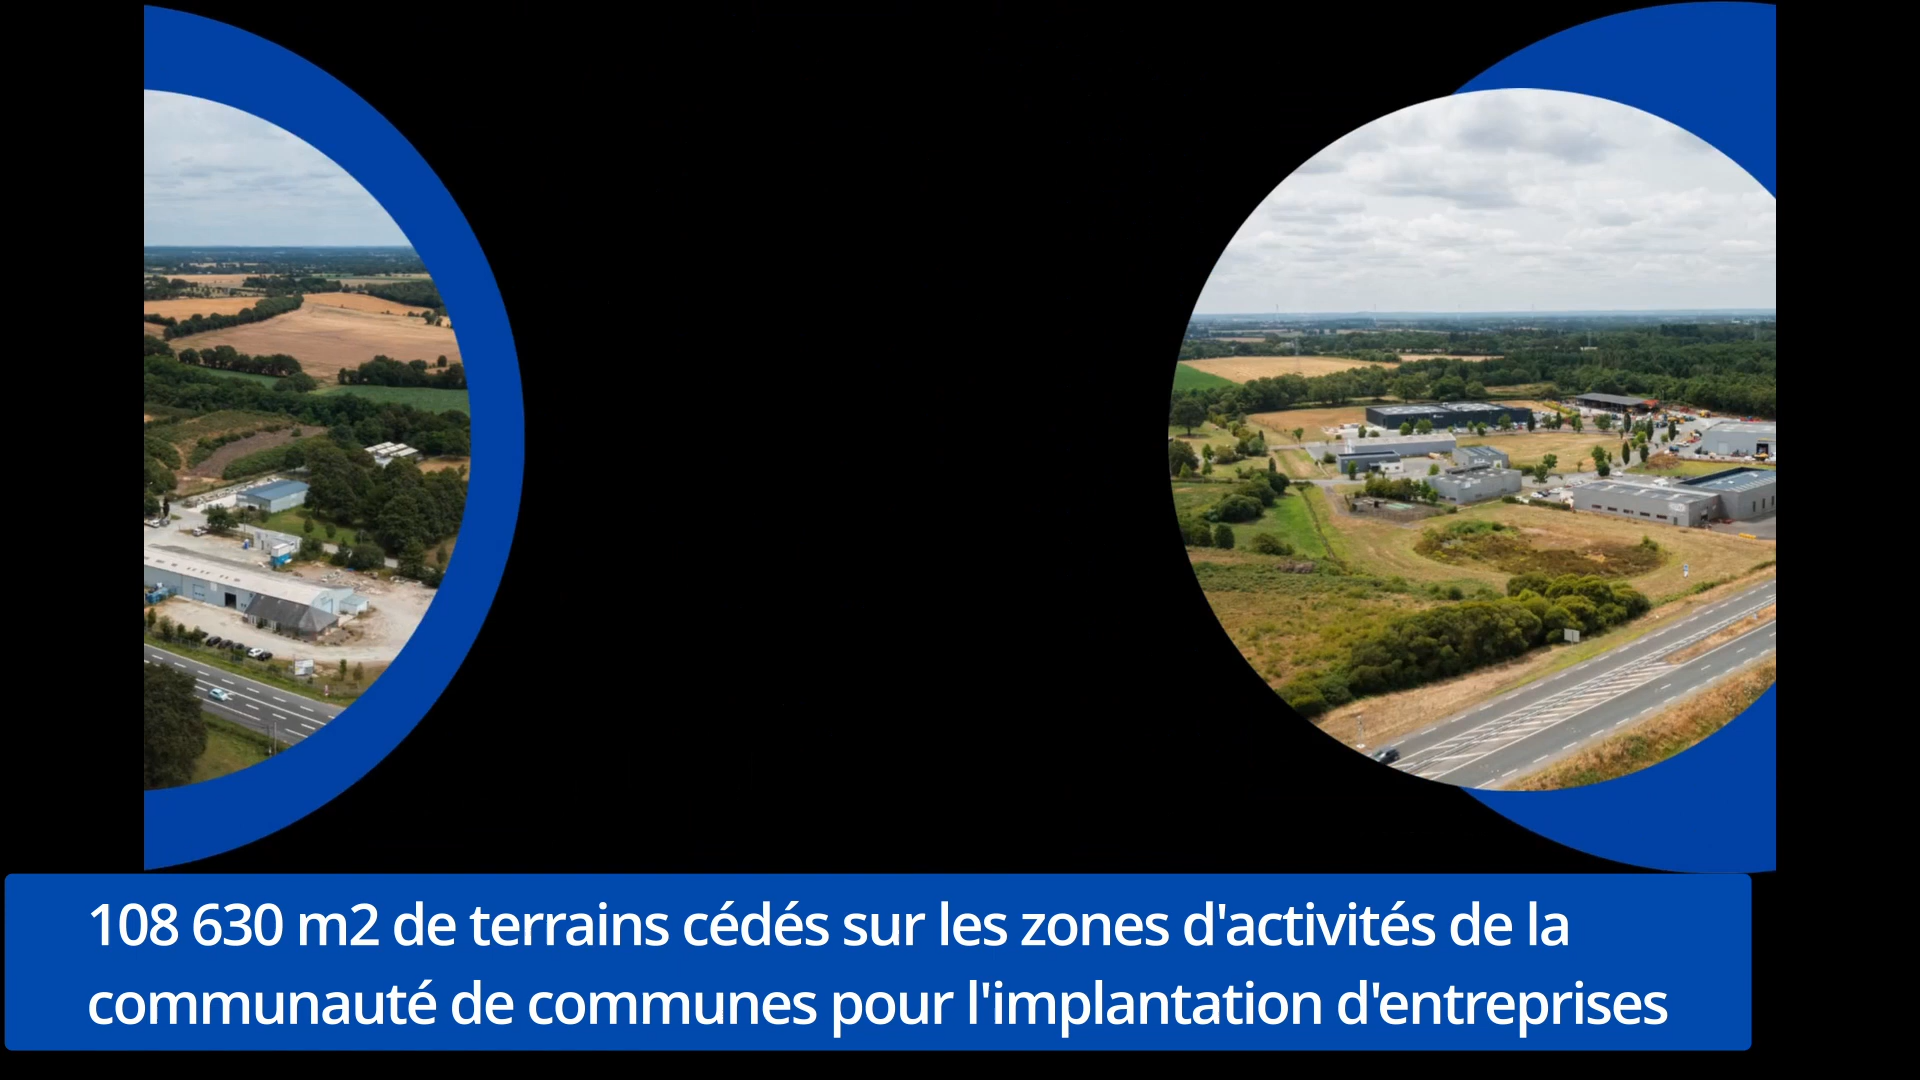 108 630 m2 de terrains cédés sur les zones d'activités de la
communauté de communes pour l'implantation d'entreprises